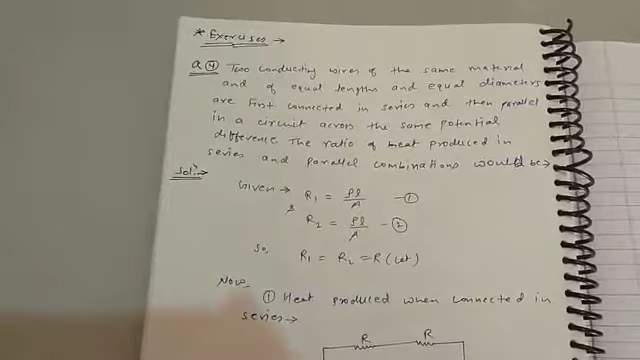 * Exercises →
Q (4) Two conducting wires of the same material
and of equal lengths and equal diameters
are first connected in series and then parallel
in a circuit across the same potential
difference. The ratio of heat produced in
series and parallel combinations would be →
Soln →
Given → R₁ = ρl/A - ①
& R₂ = ρl/A - ②
So, R₁ = R₂ = R (let)
Now,
① Heat produced when connected in
series →
R R